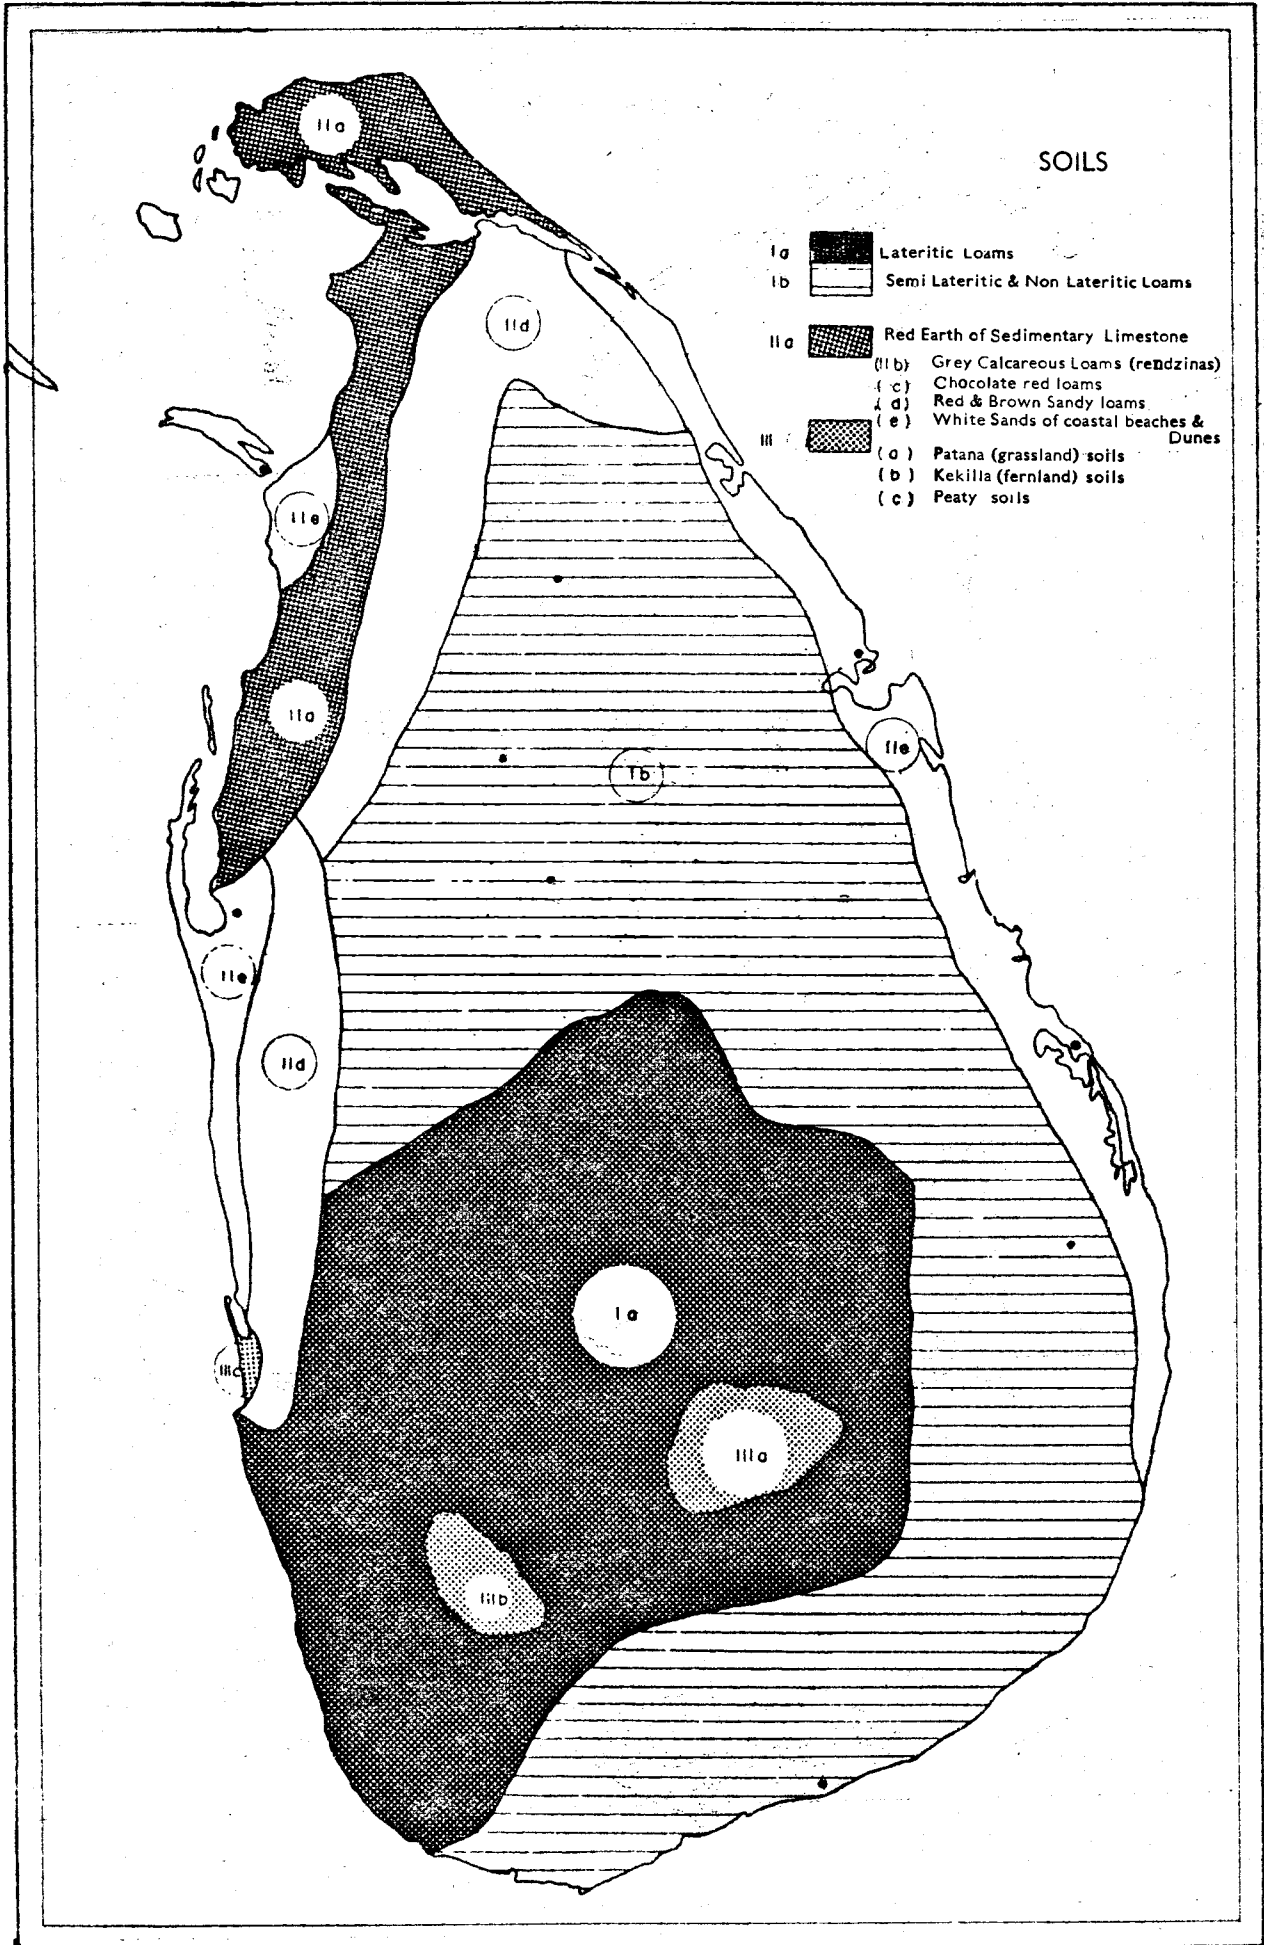 SOILS
Ia Lateritic Loams
Ib Semi Lateritic & Non Lateritic Loams
IIa Red Earth of Sedimentary Limestone
(IIb) Grey Calcareous Loams (rendzinas)
(c) Chocolate red loams
(d) Red & Brown Sandy loams
(e) White Sands of coastal beaches &
Dunes
III
(a) Patana (grassland) soils
(b) Kekilla (fernland) soils
(c) Peaty soils
IIa
IId
IIe
IIa
IIe
Ib
IIe
IId
Ia
IIIc
IIIa
IIIb